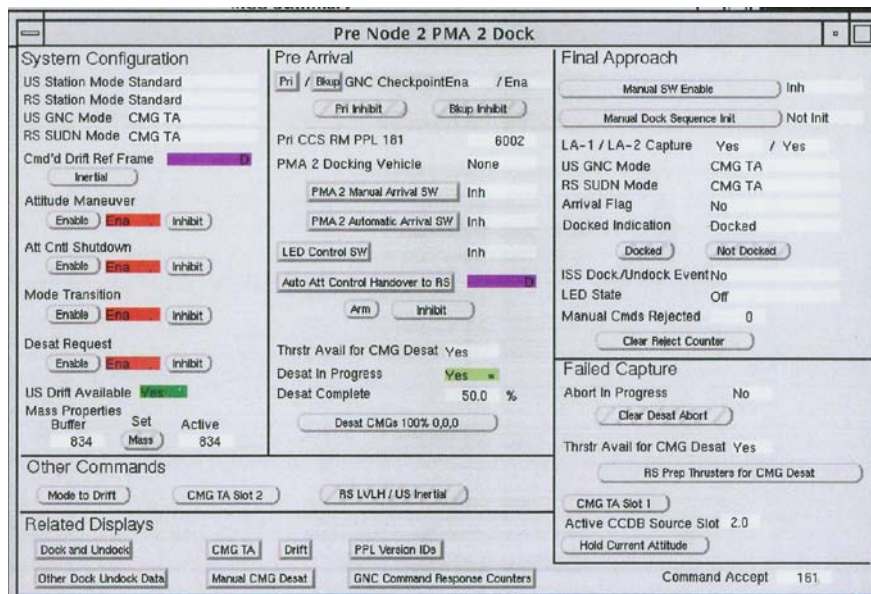 Pre Node 2 PMA 2 Dock
System Configuration
US Station Mode Standard
RS Station Mode Standard
US GNC Mode CMG TA
RS SUDN Mode CMG TA
Cmd'd Drift Ref Frame D
Inertial
Attitude Maneuver
Enable Ena Inhibit
Att Cntl Shutdown
Enable Ena Inhibit
Mode Transition
Enable Ena Inhibit
Desat Request
Enable Ena Inhibit
US Drift Available Yes
Mass Properties
Buffer Set Active
834 Mass 834
Pre Arrival
Pri / Bkup GNC CheckpointEna / Ena
Pri Inhibit Bkup Inhibit
Pri CCS RM PPL 181 6002
PMA 2 Docking Vehicle None
PMA 2 Manual Arrival SW Inh
PMA 2 Automatic Arrival SW Inh
LED Control SW Inh
Auto Att Control Handover to RS D
Arm Inhibit
Thrstr Avail for CMG Desat Yes
Desat In Progress Yes =
Desat Complete 50.0 %
Desat CMGs 100% 0,0,0
Final Approach
Manual SW Enable Inh
Manual Dock Sequence Init Not Init
LA-1 / LA-2 Capture Yes / Yes
US GNC Mode CMG TA
RS SUDN Mode CMG TA
Arrival Flag No
Docked Indication Docked
Docked Not Docked
ISS Dock/Undock EventNo
LED State Off
Manual Cmds Rejected 0
Clear Reject Counter
Failed Capture
Abort In Progress No
Clear Desat Abort
Thrstr Avail for CMG Desat Yes
RS Prep Thrusters for CMG Desat
CMG TA Slot 1
Active CCDB Source Slot 2.0
Hold Current Attitude
Other Commands
Mode to Drift CMG TA Slot 2 RS LVLH / US Inertial
Related Displays
Dock and Undock CMG TA Drift PPL Version IDs
Other Dock Undock Data Manual CMG Desat GNC Command Response Counters
Command Accept 161